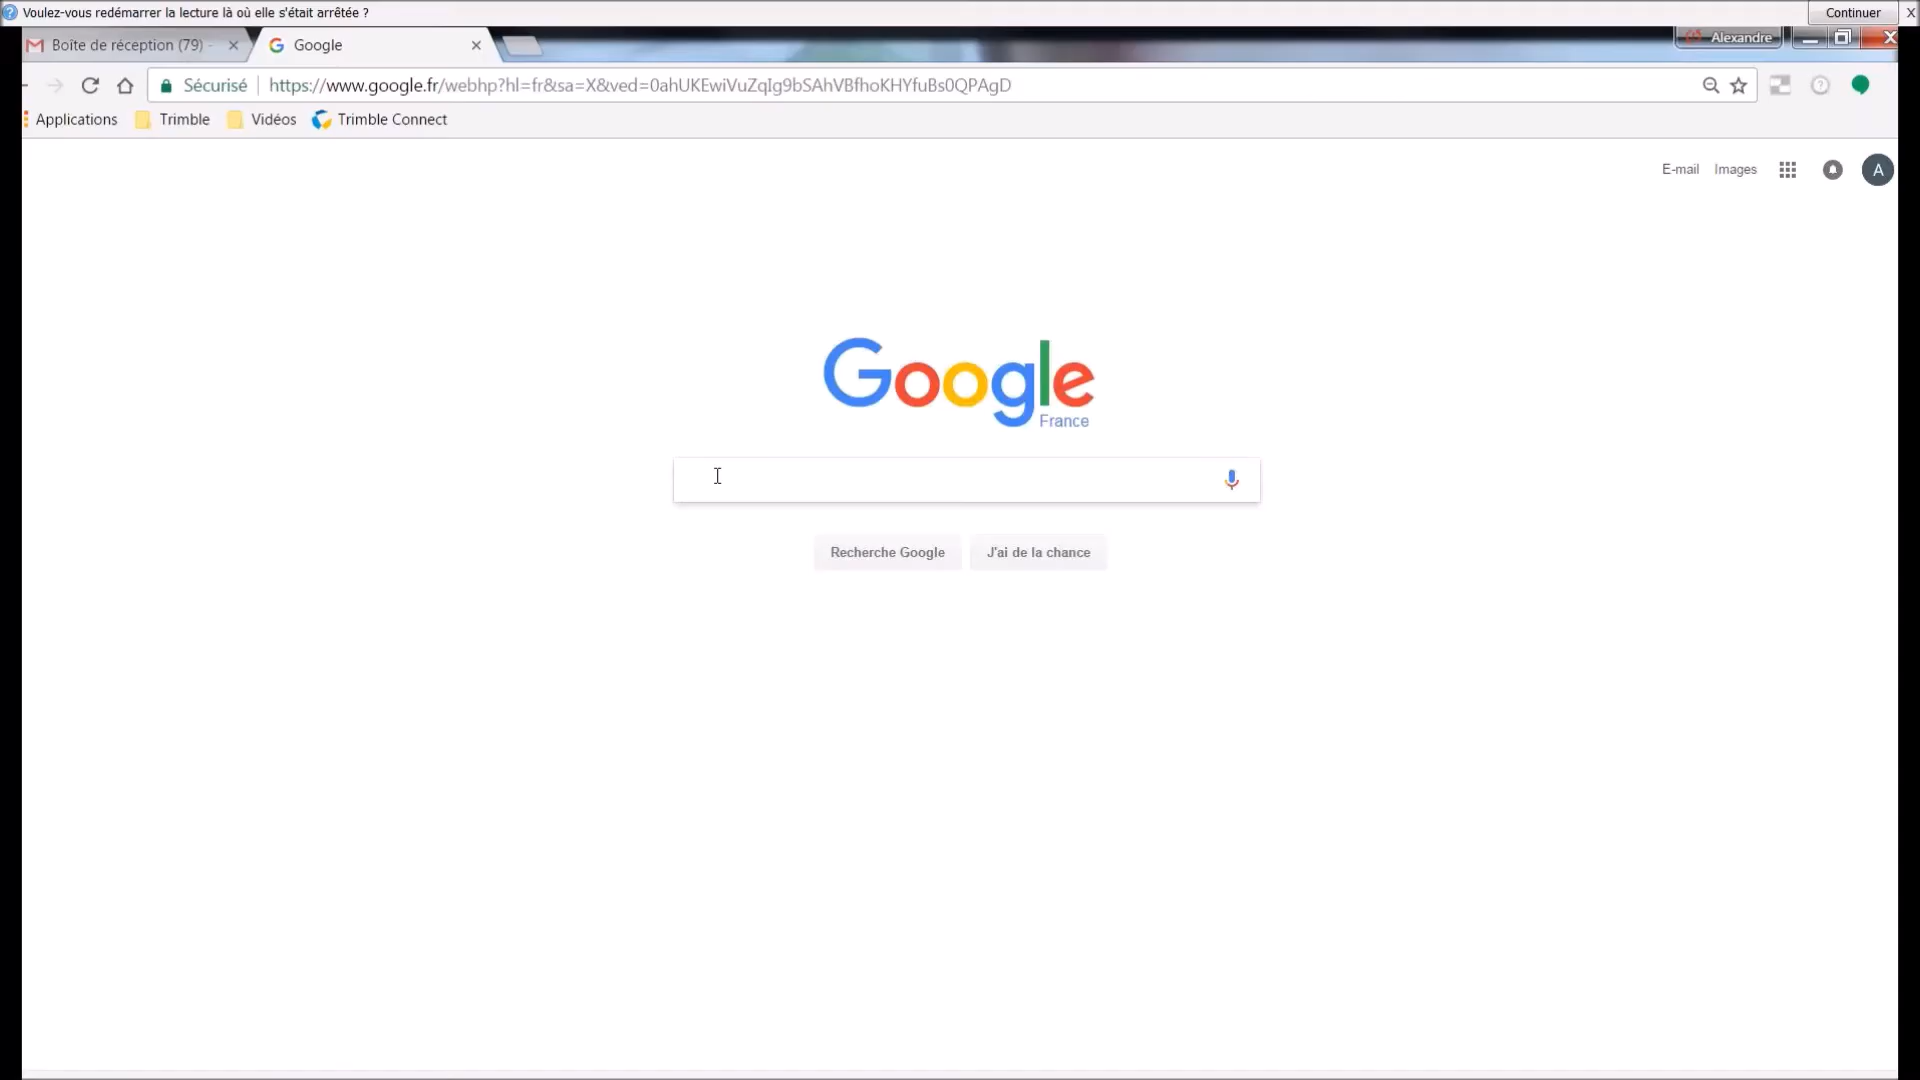 Voulez-vous redémarrer la lecture là où elle s'était arrêtée ? Continuer X
Boîte de réception (79) - Google Alexandre
Sécurisé https://www.google.fr/webhp?hl=fr&sa=X&ved=0ahUKEwiVuZqIg9bSAhVBfhoKHYfuBs0QPAgD
Applications Trimble Vidéos Trimble Connect
E-mail Images A
Google
France
Recherche Google J'ai de la chance